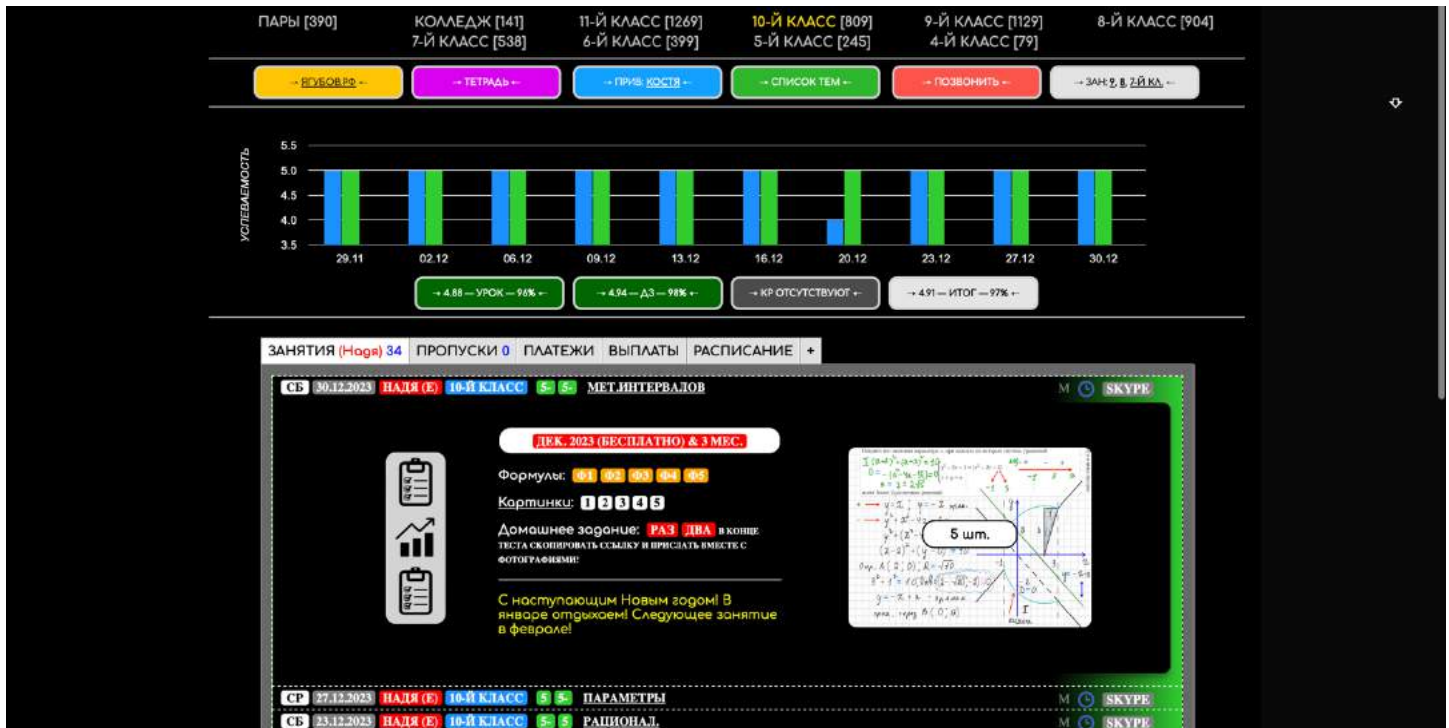 ПАРЫ [390] КОЛЛЕДЖ [141] 11-Й КЛАСС [1269] 10-Й КЛАСС [809] 9-Й КЛАСС [1129] 8-Й КЛАСС [904]
7-Й КЛАСС [538] 6-Й КЛАСС [399] 5-Й КЛАСС [245] 4-Й КЛАСС [79]
→ ЯГУБОВ.РФ ← → ТЕТРАДЬ ← → ПРИВ: КОСТЯ ← → СПИСОК ТЕМ ← → ПОЗВОНИТЬ ← → ЗАН: 9, 8, 7-Й КЛ. ←
УСПЕВАЕМОСТЬ
5.5
5.0
4.5
4.0
3.5
29.11 02.12 06.12 09.12 13.12 16.12 20.12 23.12 27.12 30.12
→ 4.88 — УРОК — 96% ← → 4.94 — ДЗ — 98% ← → КР ОТСУТСТВУЮТ ← → 4.91 — ИТОГ — 97% ←
ЗАНЯТИЯ (Надя) 34 ПРОПУСКИ 0 ПЛАТЕЖИ ВЫПЛАТЫ РАСПИСАНИЕ +
СБ 30.12.2023 НАДЯ (Е) 10-Й КЛАСС 5- 5- МЕТ.ИНТЕРВАЛОВ М SKYPE
ДЕК. 2023 (БЕСПЛАТНО) & 3 МЕС.
Формулы: Ф1 Ф2 Ф3 Ф4 Ф5
Картинки: 1 2 3 4 5
Домашнее задание: РАЗ ДВА В КОНЦЕ
ТЕСТА СКОПИРОВАТЬ ССЫЛКУ И ПРИСЛАТЬ ВМЕСТЕ С
ФОТОГРАФИЯМИ!
5 шт.
С наступающим Новым годом! В
январе отдыхаем! Следующее занятие
в феврале!
СР 27.12.2023 НАДЯ (Е) 10-Й КЛАСС 5 5- ПАРАМЕТРЫ М SKYPE
СБ 23.12.2023 НАДЯ (Е) 10-Й КЛАСС 5- 5 РАЦИОНАЛ. М SKYPE